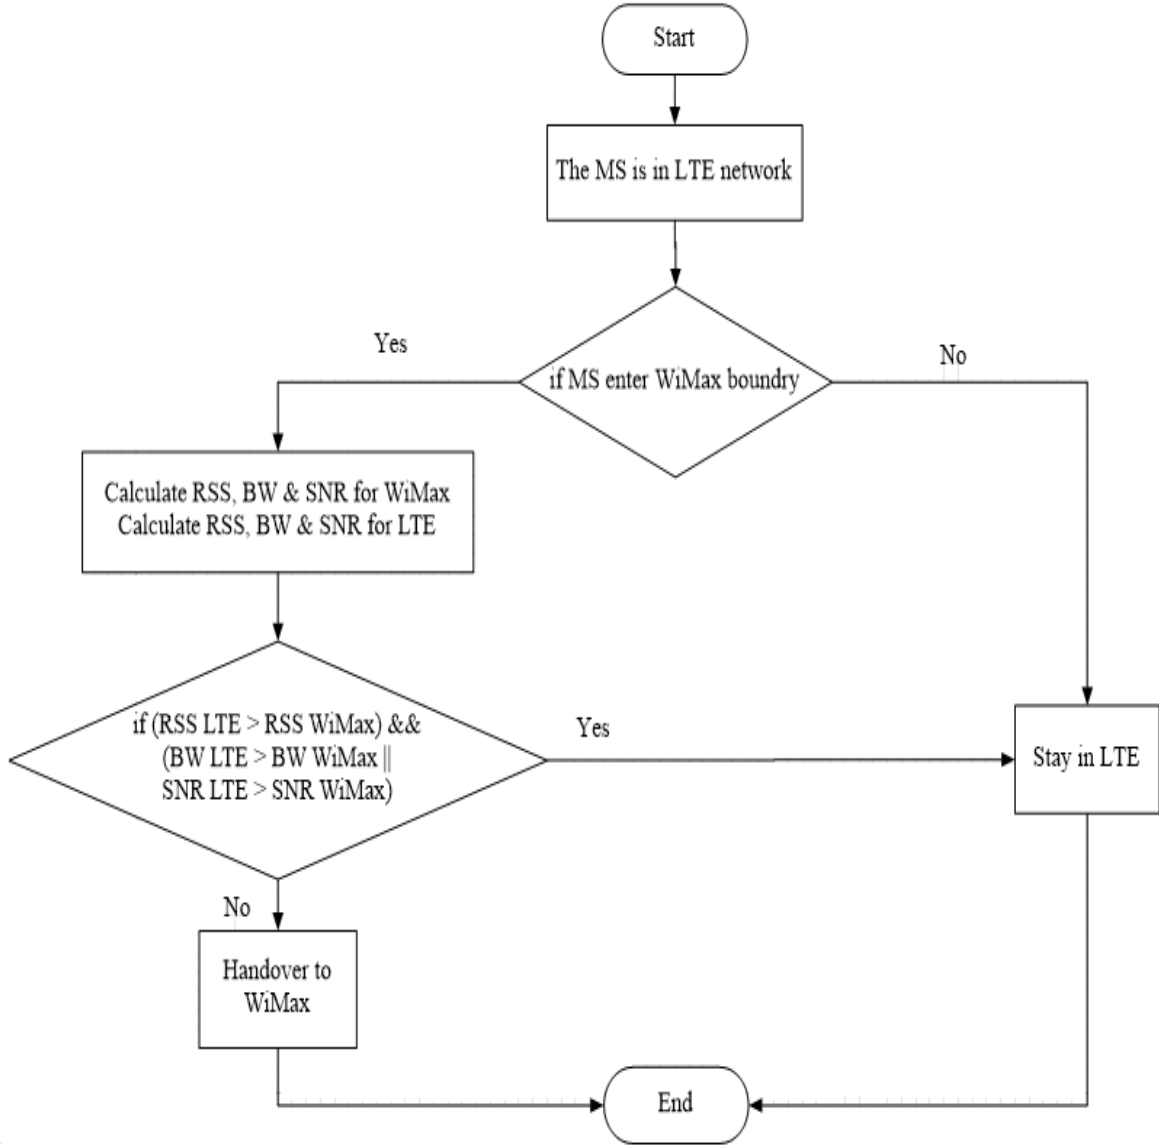 Start
The MS is in LTE network
if MS enter WiMax boundry
Yes
No
Calculate RSS, BW & SNR for WiMax
Calculate RSS, BW & SNR for LTE
if (RSS LTE > RSS WiMax) &&
(BW LTE > BW WiMax ||
SNR LTE > SNR WiMax)
Yes
Stay in LTE
No
Handover to
WiMax
End